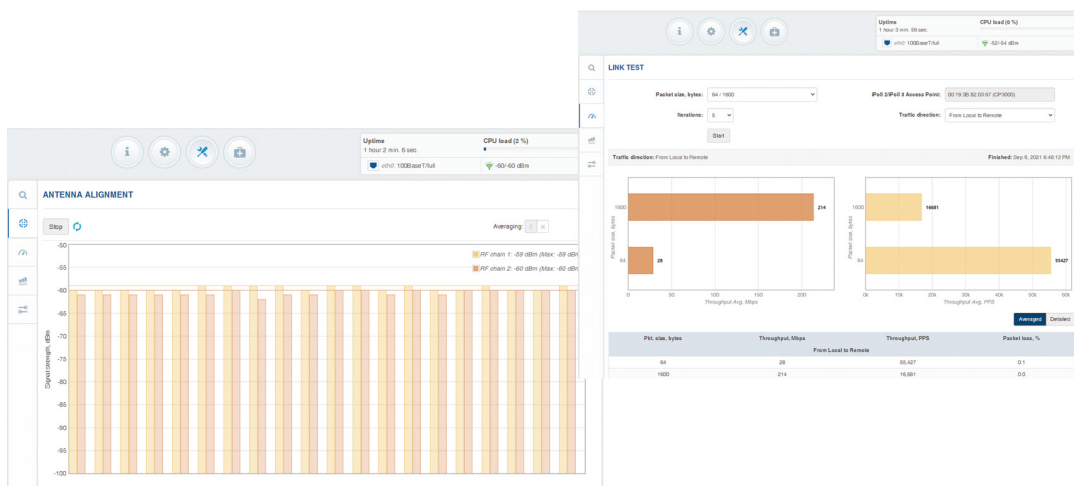 Uptime
1 hour 2 min. 6 sec.
CPU load (2 %)
eth0: 100BaseT/full
-60/-60 dBm
ANTENNA ALIGNMENT
Stop
Averaging:
RF chain 1: -59 dBm (Max: -59 dBm
RF chain 2: -60 dBm (Max: -60 dBm
Signal strength, dBm
-50
-55
-60
-65
-70
-75
-80
-85
-90
-95
-100
Uptime
1 hour 3 min. 56 sec.
CPU load (6 %)
eth0: 100BaseT/full
-52/-54 dBm
LINK TEST
Packet size, bytes: 64 / 1600
iPoll 2/iPoll 3 Access Point: 00:19:3B:82:03:67 (CP3000)
Iterations: 5
Traffic direction: From Local to Remote
Start
Traffic direction: From Local to Remote
Finished: Sep 9, 2021 6:48:12 PM
Packet size, bytes
1600
214
64
28
0 50 100 150 200
Throughput Avg, Mbps
Packet size, bytes
1600
16681
64
55427
0k 10k 20k 30k 40k 50k 60k
Throughput Avg, PPS
Averaged Detailed
Pkt. size, bytes Throughput, Mbps Throughput, PPS Packet loss, %
From Local to Remote
64 28 55,427 0.1
1600 214 16,681 0.0